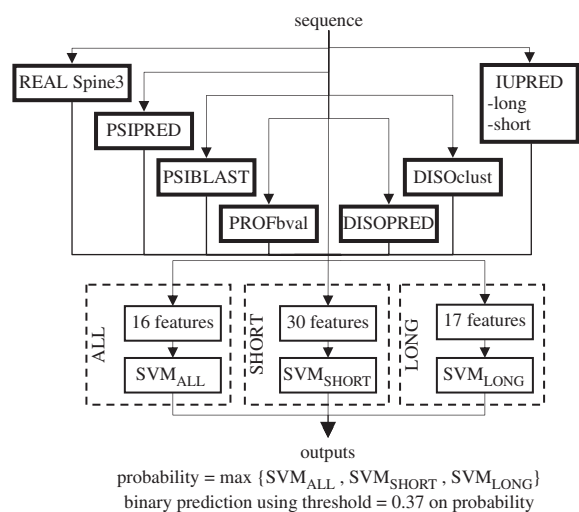 sequence
REAL Spine3
IUPRED
-long
-short
PSIPRED
PSIBLAST
DISOclust
PROFbval
DISOPRED
ALL
16 features
SVM_ALL
SHORT
30 features
SVM_SHORT
LONG
17 features
SVM_LONG
outputs
probability = max {SVM_ALL , SVM_SHORT , SVM_LONG}
binary prediction using threshold = 0.37 on probability